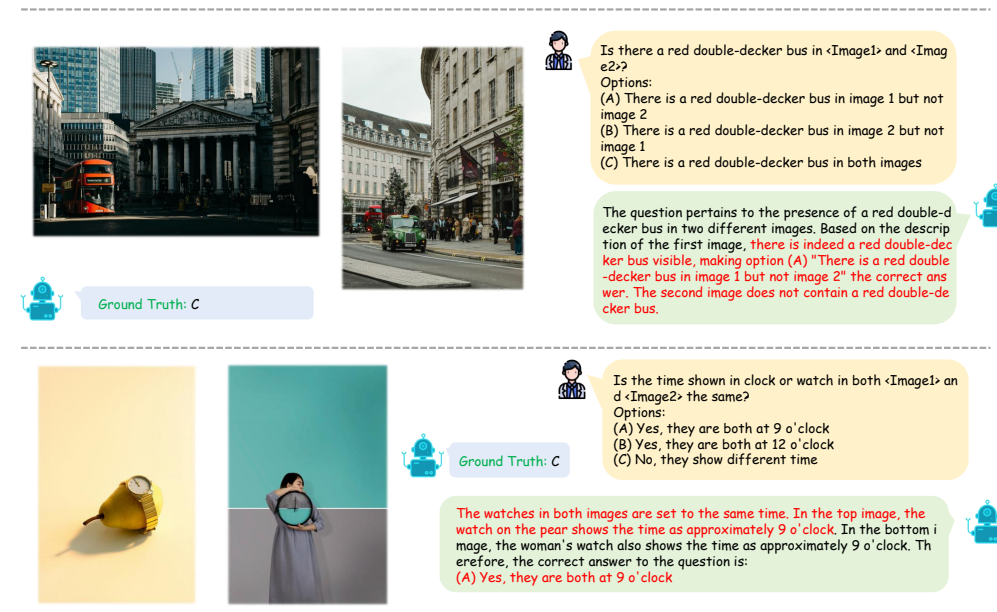 Is there a red double-decker bus in <Image1> and <Imag
e2>?
Options:
(A) There is a red double-decker bus in image 1 but not
image 2
(B) There is a red double-decker bus in image 2 but not
image 1
(C) There is a red double-decker bus in both images
The question pertains to the presence of a red double-d
ecker bus in two different images. Based on the descrip
tion of the first image, there is indeed a red double-dec
ker bus visible, making option (A) "There is a red double
-decker bus in image 1 but not image 2" the correct ans
wer. The second image does not contain a red double-de
cker bus.
Ground Truth: C
Is the time shown in clock or watch in both <Image1> an
d <Image2> the same?
Options:
(A) Yes, they are both at 9 o'clock
(B) Yes, they are both at 12 o'clock
(C) No, they show different time
Ground Truth: C
The watches in both images are set to the same time. In the top image, the
watch on the pear shows the time as approximately 9 o'clock. In the bottom i
mage, the woman's watch also shows the time as approximately 9 o'clock. Th
erefore, the correct answer to the question is:
(A) Yes, they are both at 9 o'clock